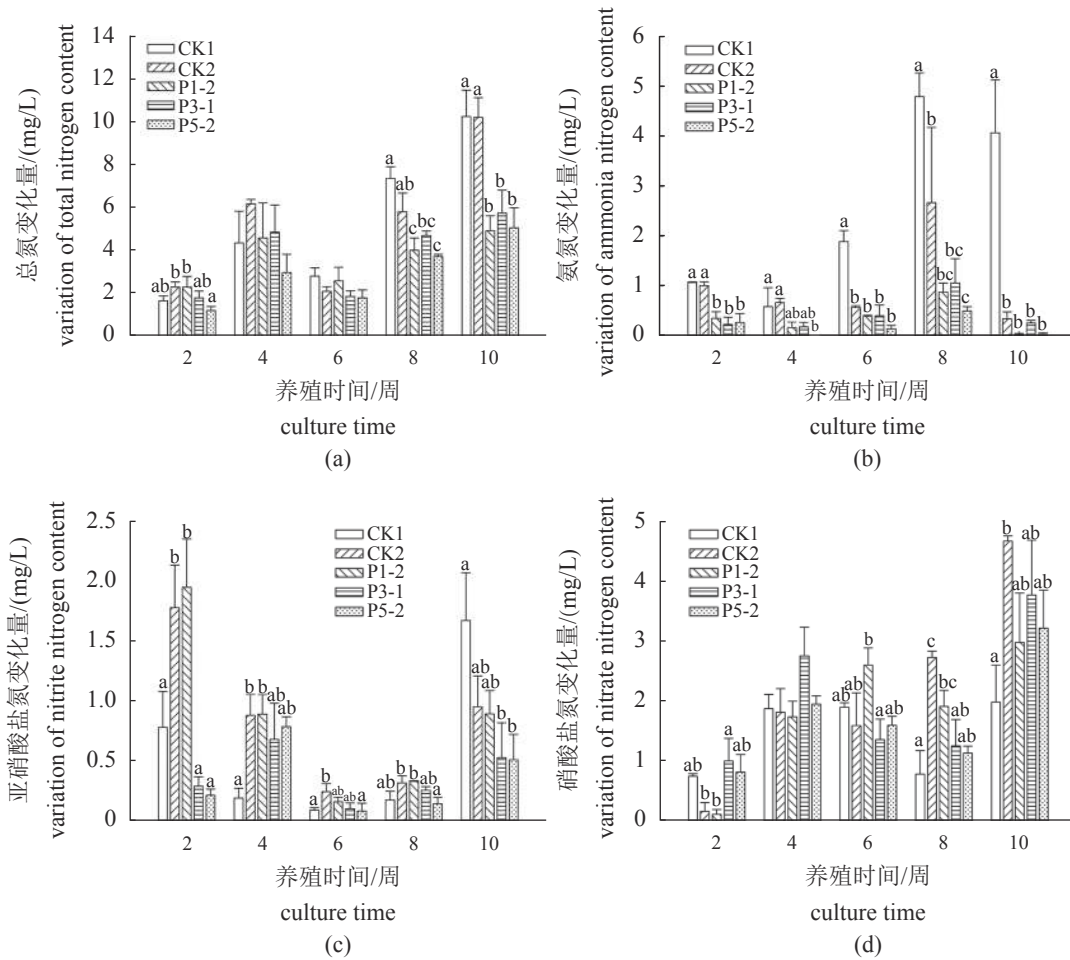 总氮变化量/(mg/L)
variation of total nitrogen content
14
12
10
8
6
4
2
0
CK1
CK2
P1-2
P3-1
P5-2
ab b b ab a
a ab c bc c
a a b b b
2 4 6 8 10
养殖时间/周
culture time
(a)
氨氮变化量/(mg/L)
variation of ammonia nitrogen content
6
5
4
3
2
1
0
CK1
CK2
P1-2
P3-1
P5-2
a a b b b
a a ab ab b
a b b b b
a b bc bc c
a b b b b
2 4 6 8 10
养殖时间/周
culture time
(b)
亚硝酸盐氮变化量/(mg/L)
variation of nitrite nitrogen content
2.5
2.0
1.5
1.0
0.5
0
CK1
CK2
P1-2
P3-1
P5-2
a b b a a
a b b ab ab
a b ab ab a
ab b b ab a
a ab ab b b
2 4 6 8 10
养殖时间/周
culture time
(c)
硝酸盐氮变化量/(mg/L)
variation of nitrate nitrogen content
5
4
3
2
1
0
CK1
CK2
P1-2
P3-1
P5-2
ab b b a ab
ab ab b ab ab
a c bc ab ab
a b ab ab ab
2 4 6 8 10
养殖时间/周
culture time
(d)